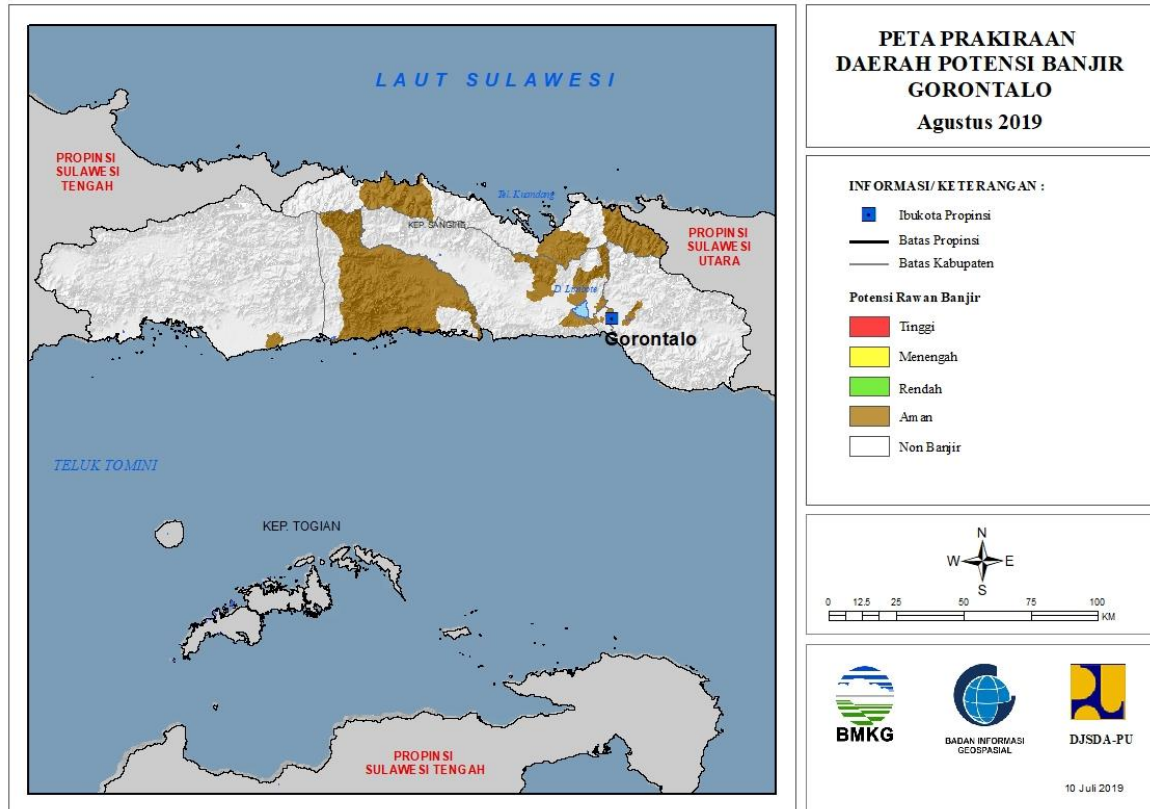 LAUT SULAWESI
PROPINSI
SULAWESI
TENGAH
Tel. Kwandang
KEP. SANGIHE
PROPINSI
SULAWESI
UTARA
D. Limboto
Gorontalo
TELUK TOMINI
KEP. TOGIAN
PROPINSI
SULAWESI TENGAH
PETA PRAKIRAAN
DAERAH POTENSI BANJIR
GORONTALO
Agustus 2019
INFORMASI/ KETERANGAN :
Ibukota Propinsi
Batas Propinsi
Batas Kabupaten
Potensi Rawan Banjir
Tinggi
Menengah
Rendah
Aman
Non Banjir
N
W E
S
0 12.5 25 50 75 100
KM
BMKG
BADAN INFORMASI
GEOSPASIAL
DJSDA-PU
10 Juli 2019